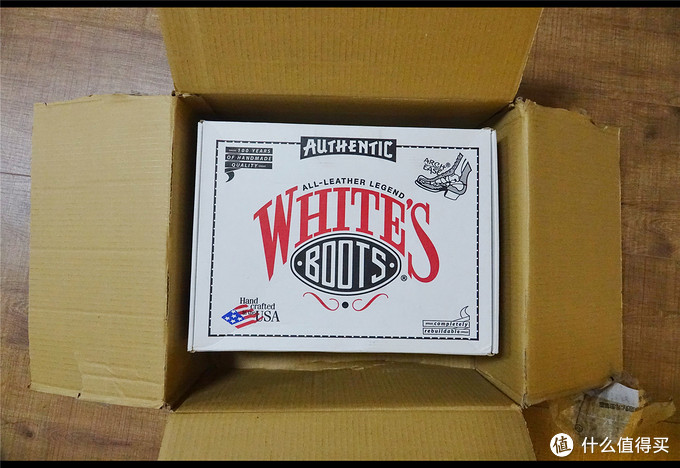 AUTHENTIC
100 YEARS
OF HANDMADE
QUALITY
ARCH
EASE®
ALL-LEATHER LEGEND
WHITE'S
BOOTS®
Hand
crafted
USA
completely
rebuildable
值 什么值得买